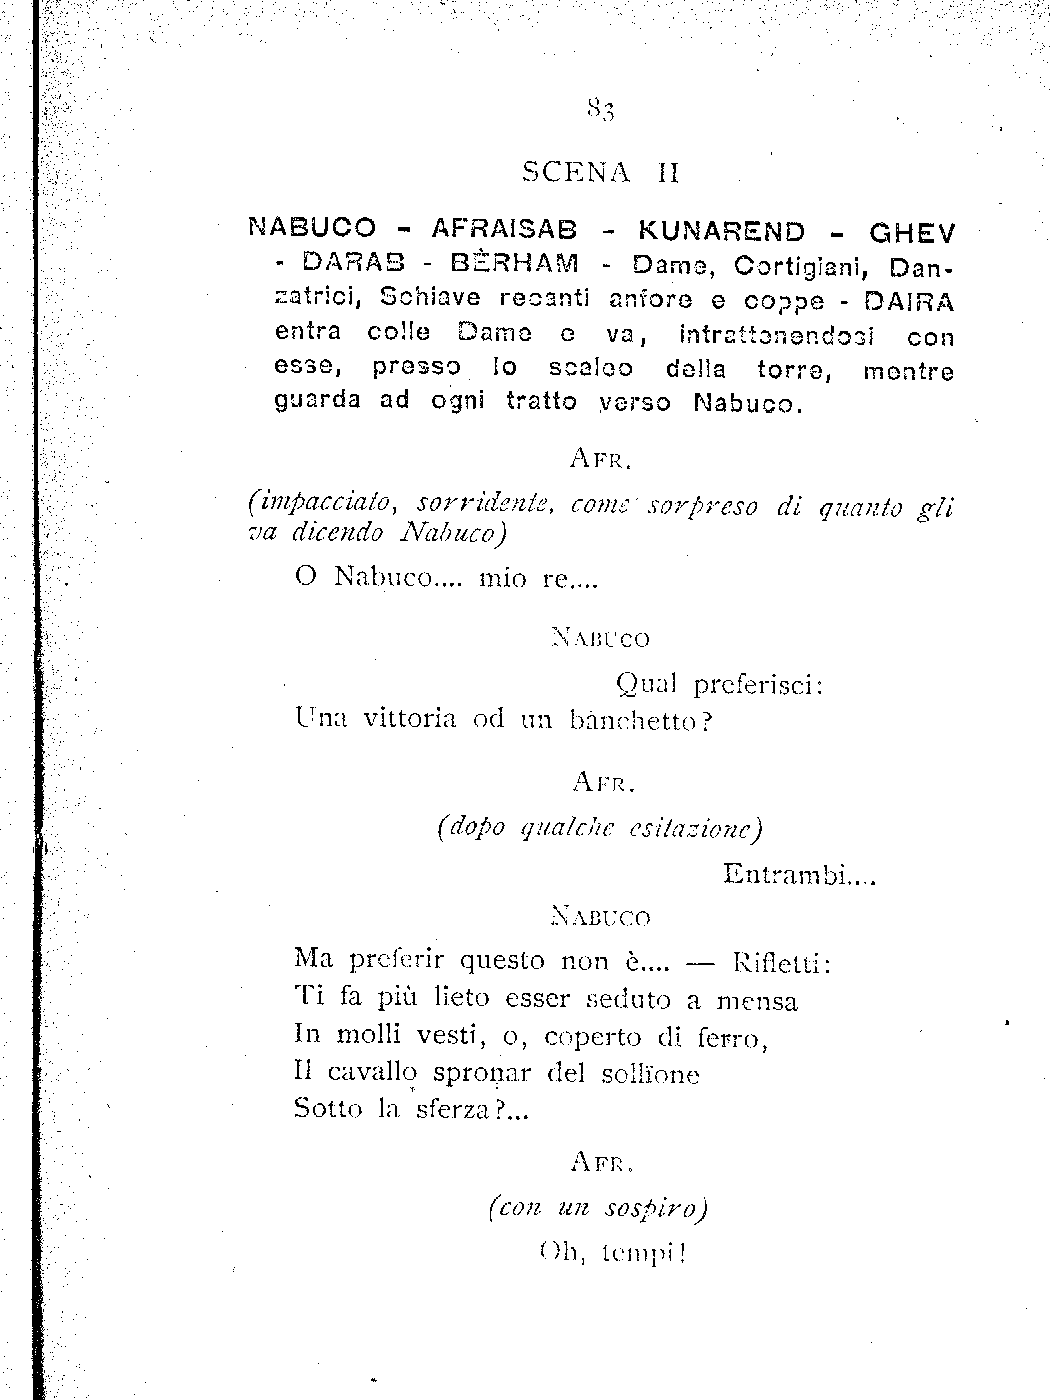 83
SCENA II
NABUCO - AFRAISAB - KUNAREND - GHEV
- DARAB - BÈRHAM - Dame, Cortigiani, Dan-
zatrici, Schiave recanti anfore e coppe - DAIRA
entra colle Dame e va, intrattenendosi con
esse, presso lo scaleo della torre, mentre
guarda ad ogni tratto verso Nabuco.
AFR.
(impacciato, sorridente, come sorpreso di quanto gli
va dicendo Nabuco)
O Nabuco.... mio re....
NABUCO
Qual preferisci:
Una vittoria od un banchetto?
AFR.
(dopo qualche esitazione)
Entrambi....
NABUCO
Ma preferir questo non è.... — Rifletti:
Ti fa più lieto esser seduto a mensa
In molli vesti, o, coperto di ferro,
Il cavallo spronar del sollïone
Sotto la sferza?...
AFR.
(con un sospiro)
Oh, tempi!